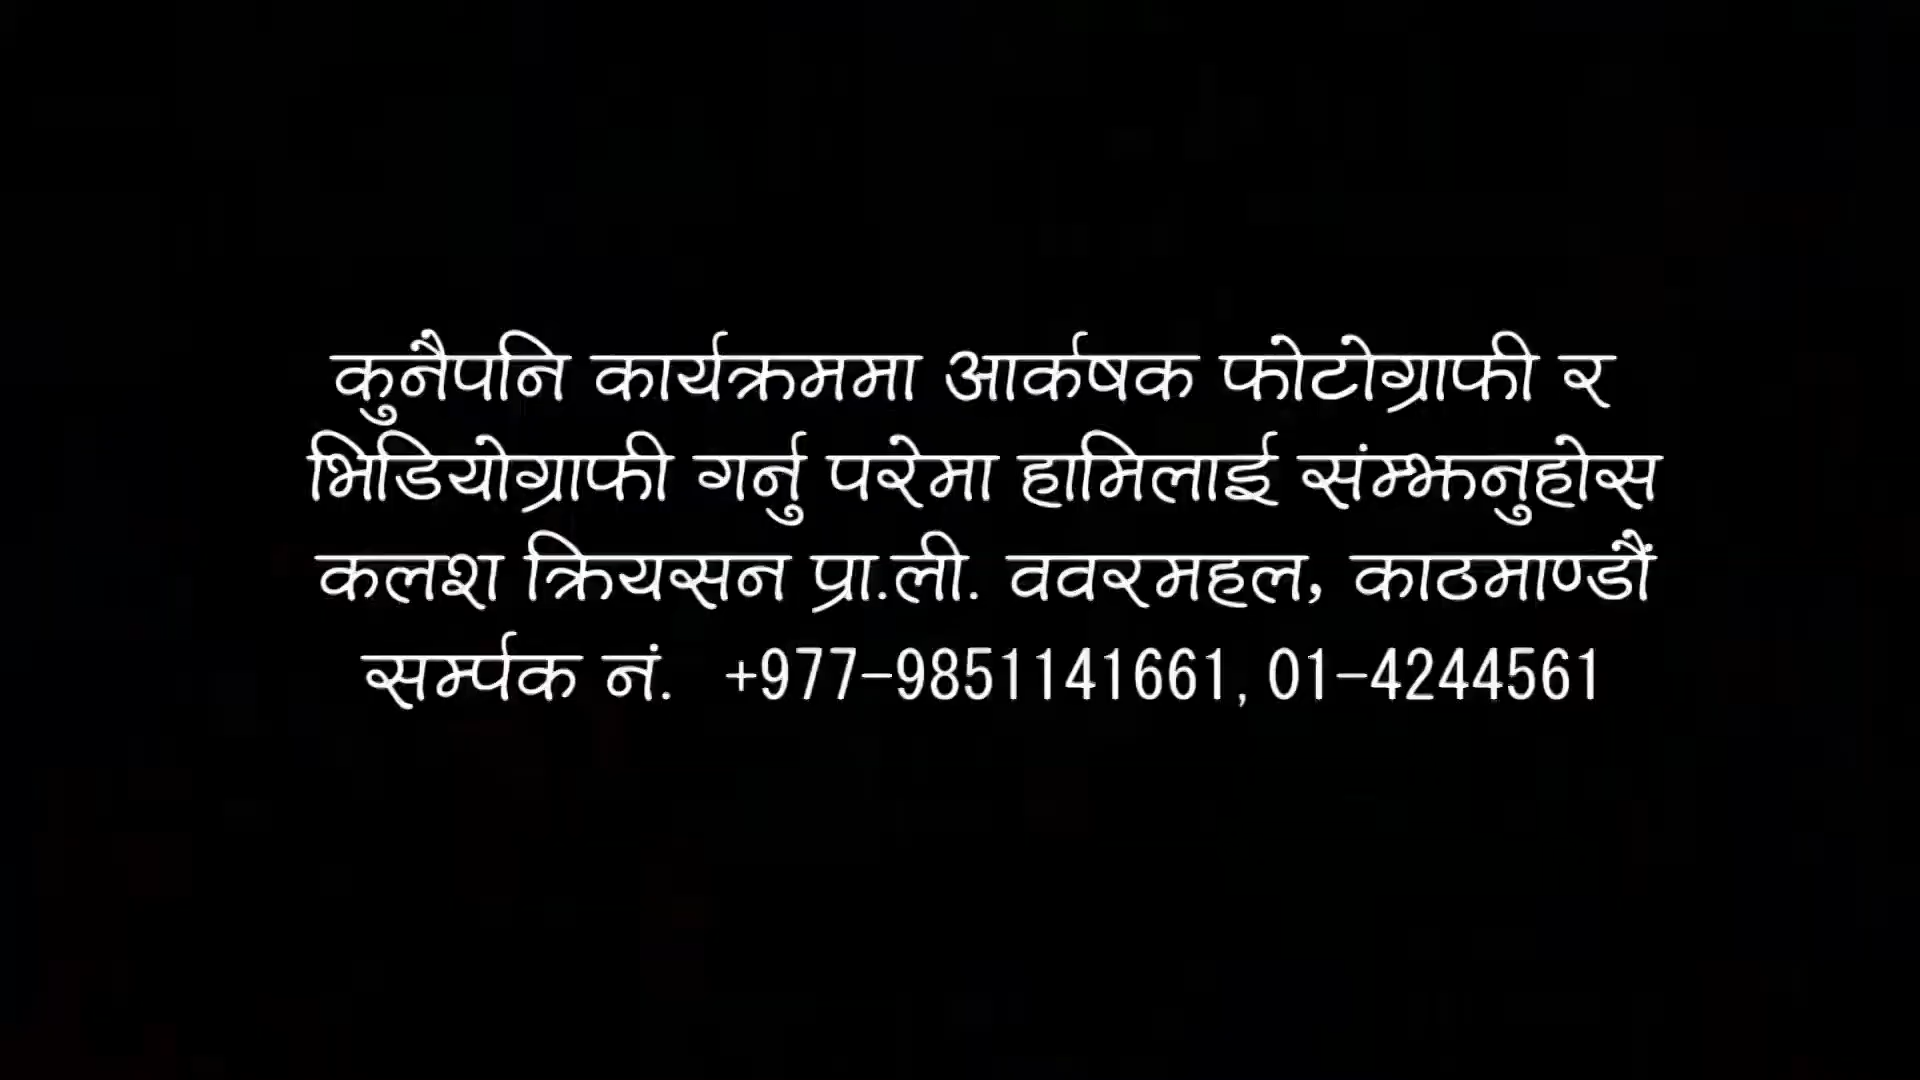 कुनैपनि कार्यक्रममा आर्कषक फोटोग्राफी र
भिडियोग्राफी गर्नु परेमा हामिलाई संम्झनुहोस
कलश क्रियसन प्रा.ली. ववरमहल, काठमाण्डौं
सर्म्पक नं. +977-9851141661, 01-4244561